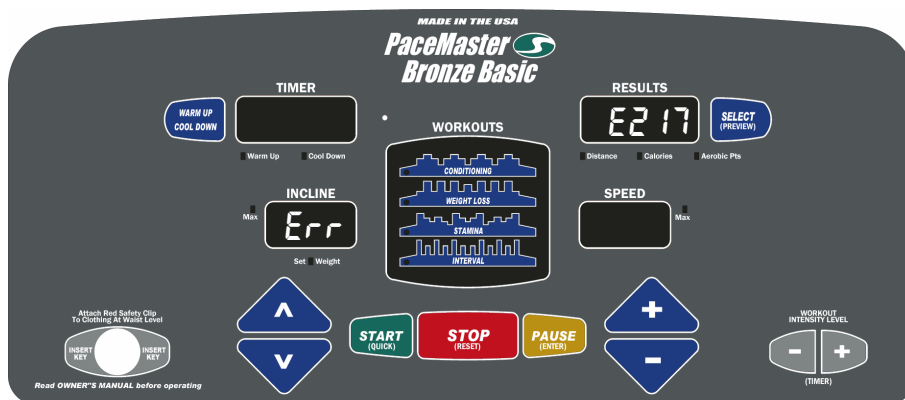 MADE IN THE USA
PaceMaster
Bronze Basic
TIMER
RESULTS
WARM UP
COOL DOWN
E217
SELECT
(PREVIEW)
Warm Up
Cool Down
Distance
Calories
Aerobic Pts
WORKOUTS
CONDITIONING
WEIGHT LOSS
STAMINA
INTERVAL
INCLINE
Max
Err
Set
Weight
SPEED
Max
Attach Red Safety Clip
To Clothing At Waist Level
INSERT
KEY
INSERT
KEY
Read OWNER"S MANUAL before operating
^
v
START
(QUICK)
STOP
(RESET)
PAUSE
(ENTER)
+
-
WORKOUT
INTENSITY LEVEL
- +
(TIMER)